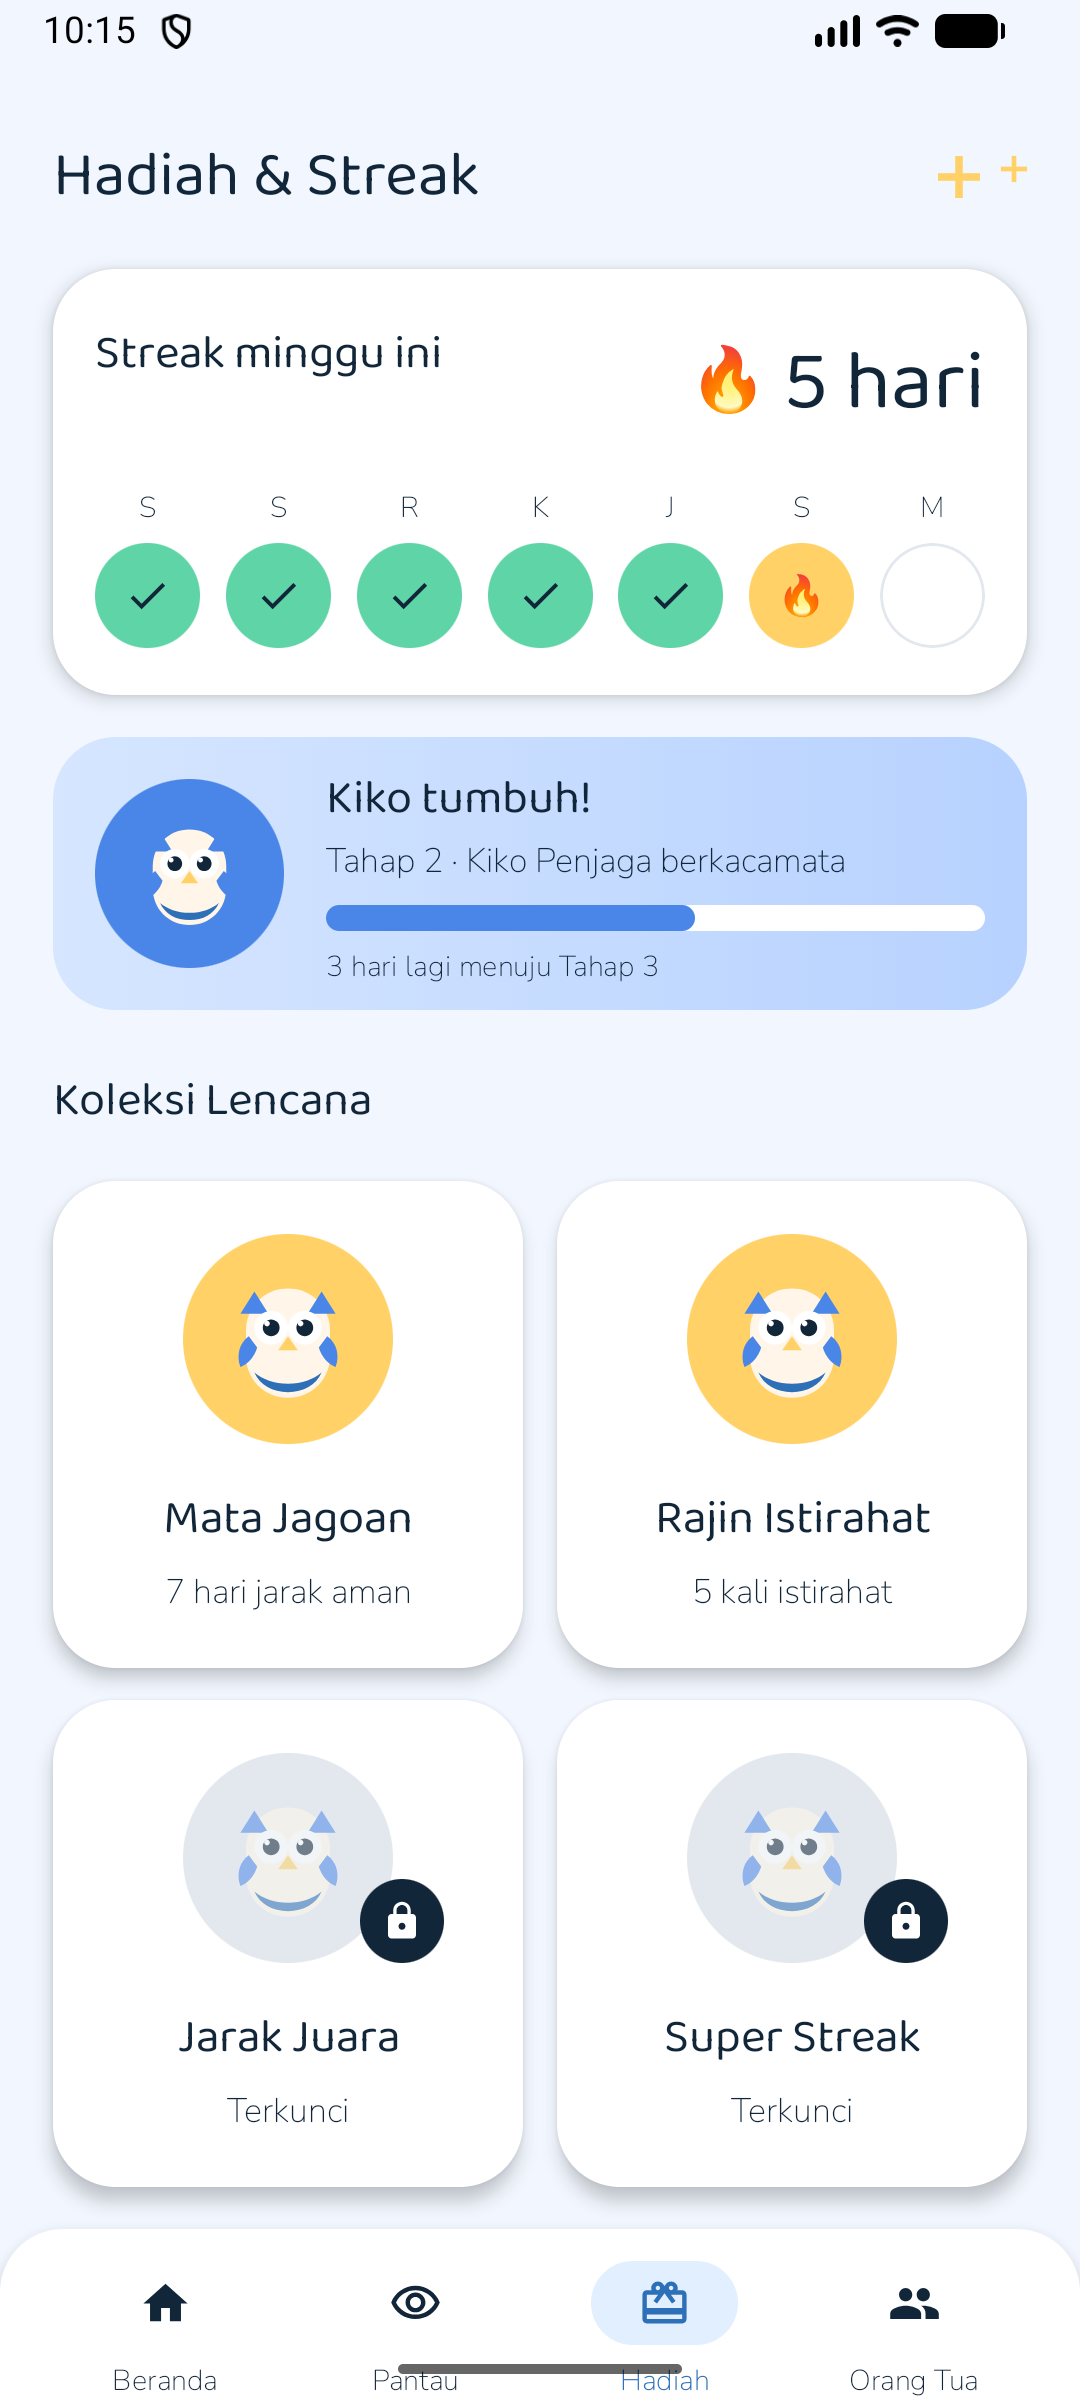 10:15
Hadiah & Streak
Streak minggu ini
🔥 5 hari
S S R K J S M
Kiko tumbuh!
Tahap 2 · Kiko Penjaga berkacamata
3 hari lagi menuju Tahap 3
Koleksi Lencana
Mata Jagoan
7 hari jarak aman
Rajin Istirahat
5 kali istirahat
Jarak Juara
Terkunci
Super Streak
Terkunci
Beranda
Pantau
Hadiah
Orang Tua